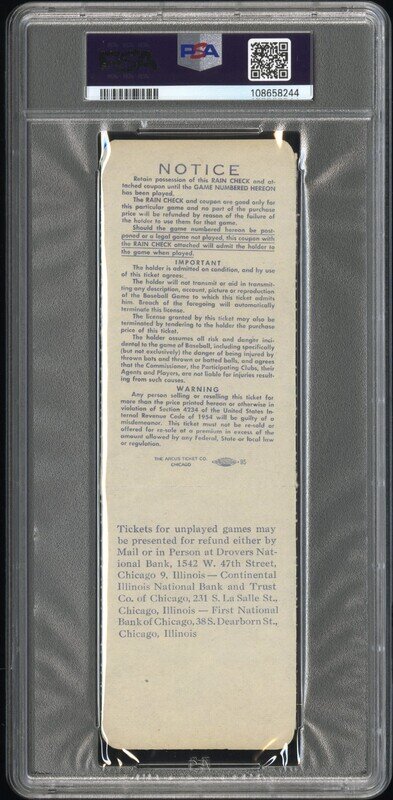 PSA
108658244
NOTICE
Retain possession of this RAIN CHECK and at-
tached coupon until the GAME NUMBERED HEREON
has been played.
The RAIN CHECK and coupon are good only for
this particular game and no part of the purchase
price will be refunded by reason of the failure of
the holder to use them for that game.
Should the game numbered hereon be post-
poned or a legal game not played, this coupon with
the RAIN CHECK attached will admit the holder to
the game when played.
IMPORTANT
The holder is admitted on condition, and by use
of this ticket agrees:
The holder will not transmit or aid in transmit-
ting any description, account, picture or reproduction
of the Baseball Game to which this ticket admits
him. Breach of the foregoing will automatically
terminate this license.
The license granted by this ticket may also be
terminated by tendering to the holder the purchase
price of this ticket.
The holder assumes all risk and danger inci-
dental to the game of Baseball, including specifically
(but not exclusively) the danger of being injured by
thrown bats and thrown or batted balls, and agrees
that the Commissioner, the Participating Clubs, their
Agents and Players, are not liable for injuries result-
ing from such causes.
WARNING
Any person selling or reselling this ticket for
more than the price printed hereon or otherwise in
violation of Section 4234 of the United States In-
ternal Revenue Code of 1954 will be guilty of a
misdemeanor. This ticket must not be re-sold or
offered for re-sale at a premium in excess of the
amount allowed by any Federal, State or local law
or regulation.
THE ARCUS TICKET CO.
CHICAGO
95
Tickets for unplayed games may
be presented for refund either by
Mail or in Person at Drovers Nat-
ional Bank, 1542 W. 47th Street,
Chicago 9, Illinois — Continental
Illinois National Bank and Trust
Co. of Chicago, 231 S. La Salle St.,
Chicago, Illinois — First National
Bank of Chicago, 38 S. Dearborn St.,
Chicago, Illinois